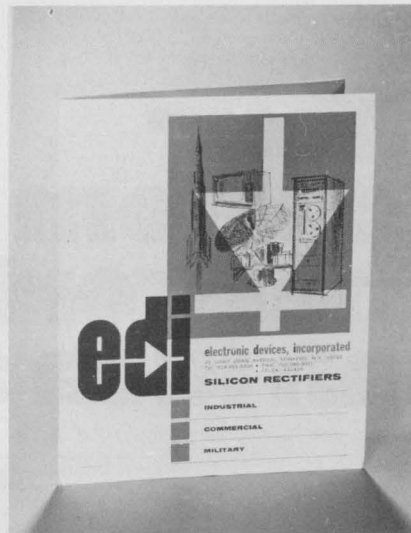 edi
electronic devices, incorporated
SILICON RECTIFIERS
INDUSTRIAL
COMMERCIAL
MILITARY